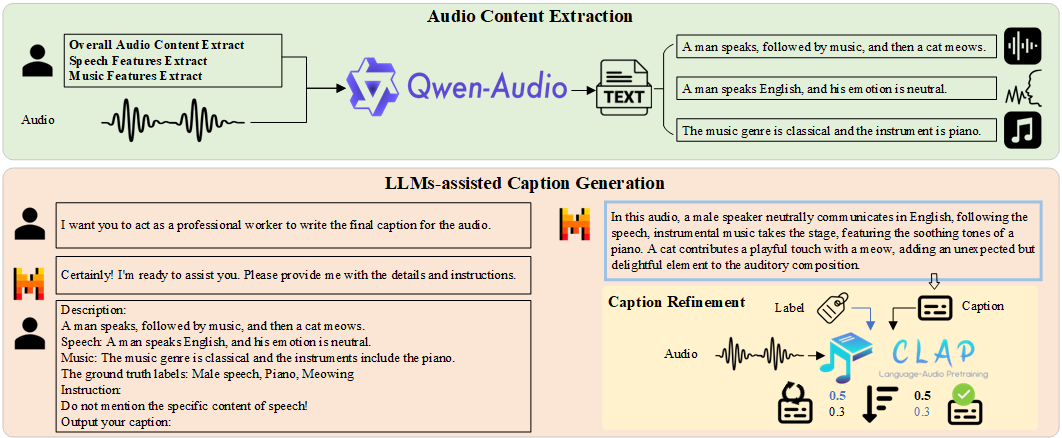 Audio Content Extraction
Overall Audio Content Extract
Speech Features Extract
Music Features Extract
Audio
Qwen-Audio
TEXT
A man speaks, followed by music, and then a cat meows.
A man speaks English, and his emotion is neutral.
The music genre is classical and the instrument is piano.
LLMs-assisted Caption Generation
I want you to act as a professional worker to write the final caption for the audio.
Certainly! I'm ready to assist you. Please provide me with the details and instructions.
Description:
A man speaks, followed by music, and then a cat meows.
Speech: A man speaks English, and his emotion is neutral.
Music: The music genre is classical and the instruments include the piano.
The ground truth labels: Male speech, Piano, Meowing
Instruction:
Do not mention the specific content of speech!
Output your caption:
In this audio, a male speaker neutrally communicates in English, following the
speech, instrumental music takes the stage, featuring the soothing tones of a
piano. A cat contributes a playful touch with a meow, adding an unexpected but
delightful element to the auditory composition.
Caption Refinement
Label
Caption
Audio
CLAP
Language-Audio Pretraining
0.5
0.3
0.5
0.3